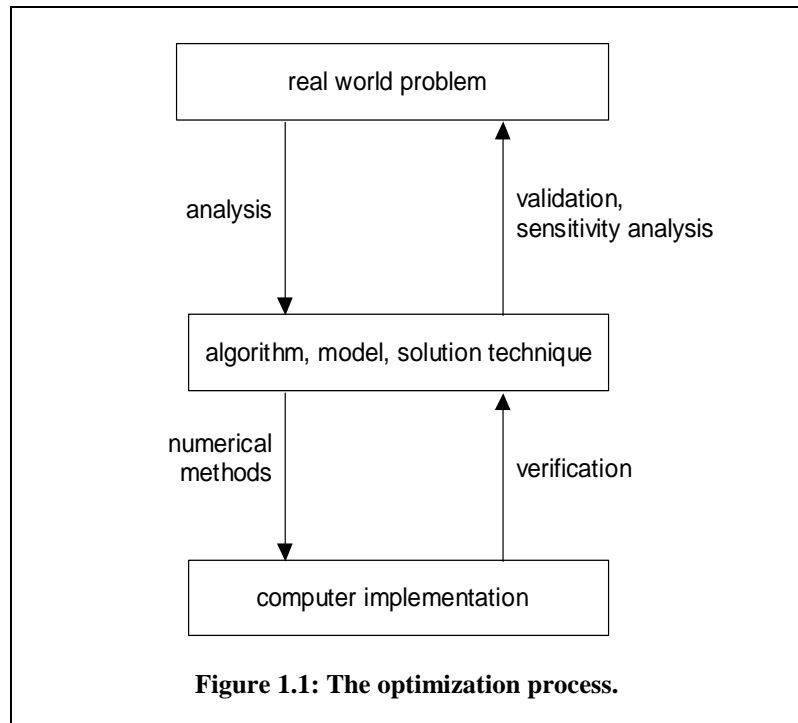 real world problem
analysis
validation,
sensitivity analysis
algorithm, model, solution technique
numerical
methods
verification
computer implementation
Figure 1.1: The optimization process.